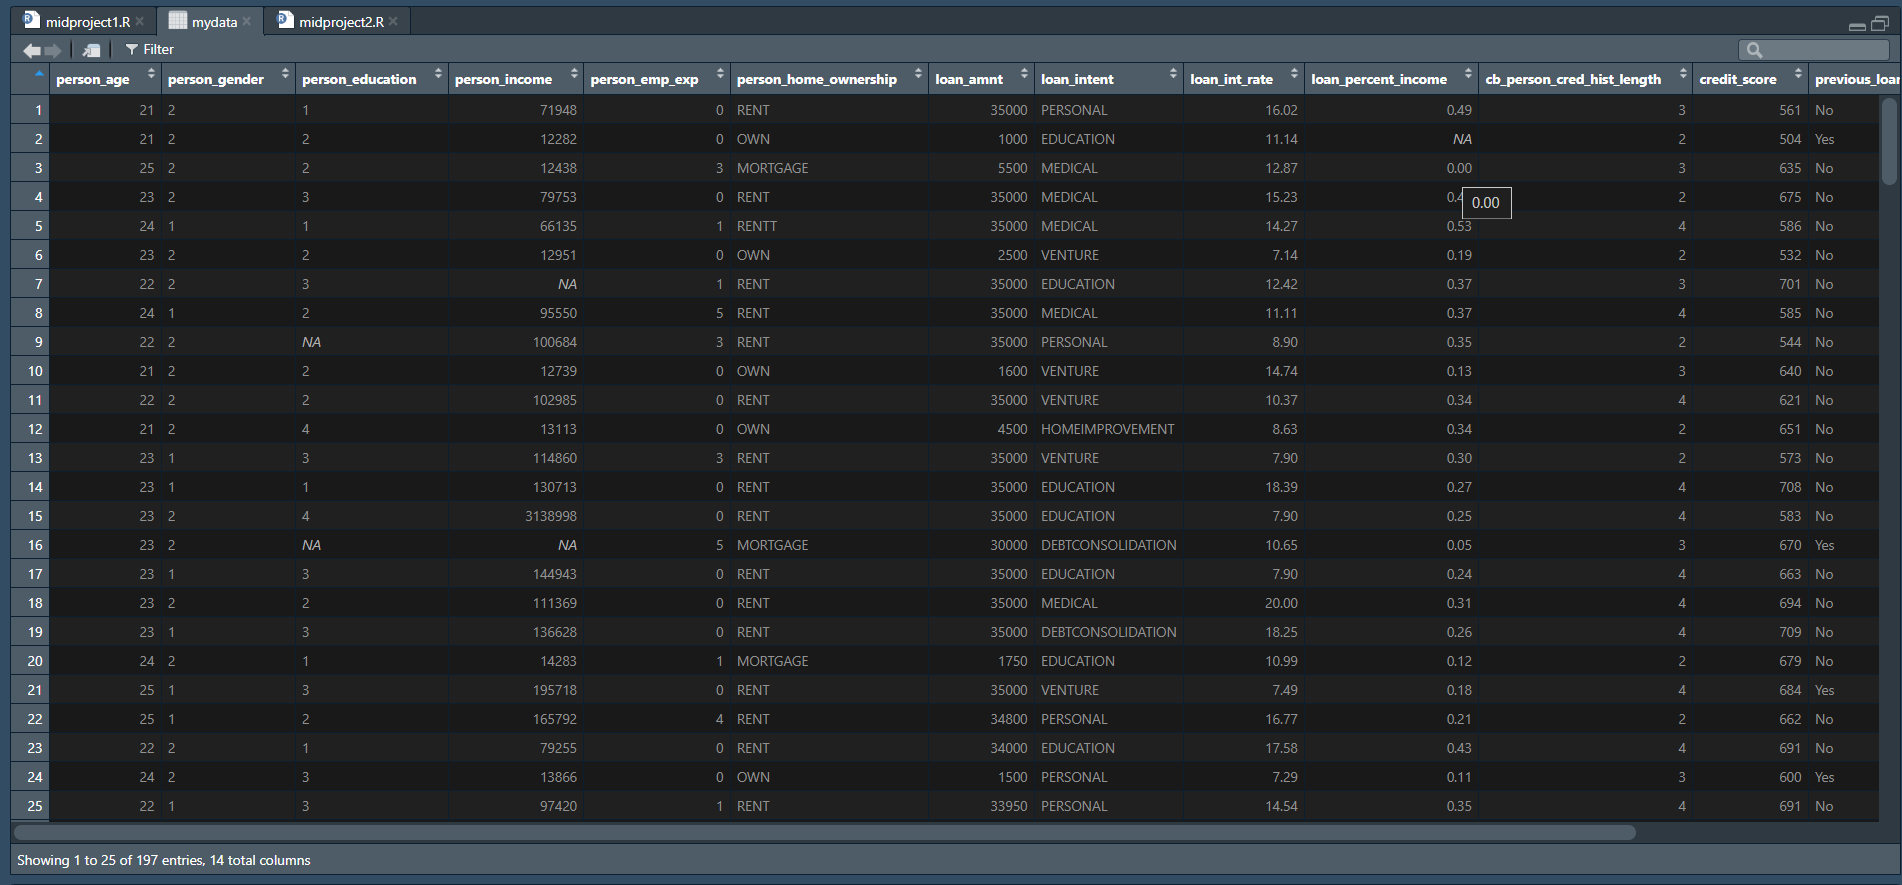 midproject1.R mydata midproject2.R
Filter
person_age person_gender person_education person_income person_emp_exp person_home_ownership loan_amnt loan_intent loan_int_rate loan_percent_income cb_person_cred_hist_length credit_score previous_loan
1 21 2 1 71948 0 RENT 35000 PERSONAL 16.02 0.49 3 561 No
2 21 2 2 12282 0 OWN 1000 EDUCATION 11.14 NA 2 504 Yes
3 25 2 2 12438 3 MORTGAGE 5500 MEDICAL 12.87 0.00 3 635 No
4 23 2 3 79753 0 RENT 35000 MEDICAL 15.23 0.4 2 675 No
0.00
5 24 1 1 66135 1 RENTT 35000 MEDICAL 14.27 0.53 4 586 No
6 23 2 2 12951 0 OWN 2500 VENTURE 7.14 0.19 2 532 No
7 22 2 3 NA 1 RENT 35000 EDUCATION 12.42 0.37 3 701 No
8 24 1 2 95550 5 RENT 35000 MEDICAL 11.11 0.37 4 585 No
9 22 2 NA 100684 3 RENT 35000 PERSONAL 8.90 0.35 2 544 No
10 21 2 2 12739 0 OWN 1600 VENTURE 14.74 0.13 3 640 No
11 22 2 2 102985 0 RENT 35000 VENTURE 10.37 0.34 4 621 No
12 21 2 4 13113 0 OWN 4500 HOMEIMPROVEMENT 8.63 0.34 2 651 No
13 23 1 3 114860 3 RENT 35000 VENTURE 7.90 0.30 2 573 No
14 23 1 1 130713 0 RENT 35000 EDUCATION 18.39 0.27 4 708 No
15 23 2 4 3138998 0 RENT 35000 EDUCATION 7.90 0.25 4 583 No
16 23 2 NA NA 5 MORTGAGE 30000 DEBTCONSOLIDATION 10.65 0.05 3 670 Yes
17 23 1 3 144943 0 RENT 35000 EDUCATION 7.90 0.24 4 663 No
18 23 2 2 111369 0 RENT 35000 MEDICAL 20.00 0.31 4 694 No
19 23 1 3 136628 0 RENT 35000 DEBTCONSOLIDATION 18.25 0.26 4 709 No
20 24 2 1 14283 1 MORTGAGE 1750 EDUCATION 10.99 0.12 2 679 No
21 25 1 3 195718 0 RENT 35000 VENTURE 7.49 0.18 4 684 Yes
22 25 1 2 165792 4 RENT 34800 PERSONAL 16.77 0.21 2 662 No
23 22 2 1 79255 0 RENT 34000 EDUCATION 17.58 0.43 4 691 No
24 24 2 3 13866 0 OWN 1500 PERSONAL 7.29 0.11 3 600 Yes
25 22 1 3 97420 1 RENT 33950 PERSONAL 14.54 0.35 4 691 No
Showing 1 to 25 of 197 entries, 14 total columns